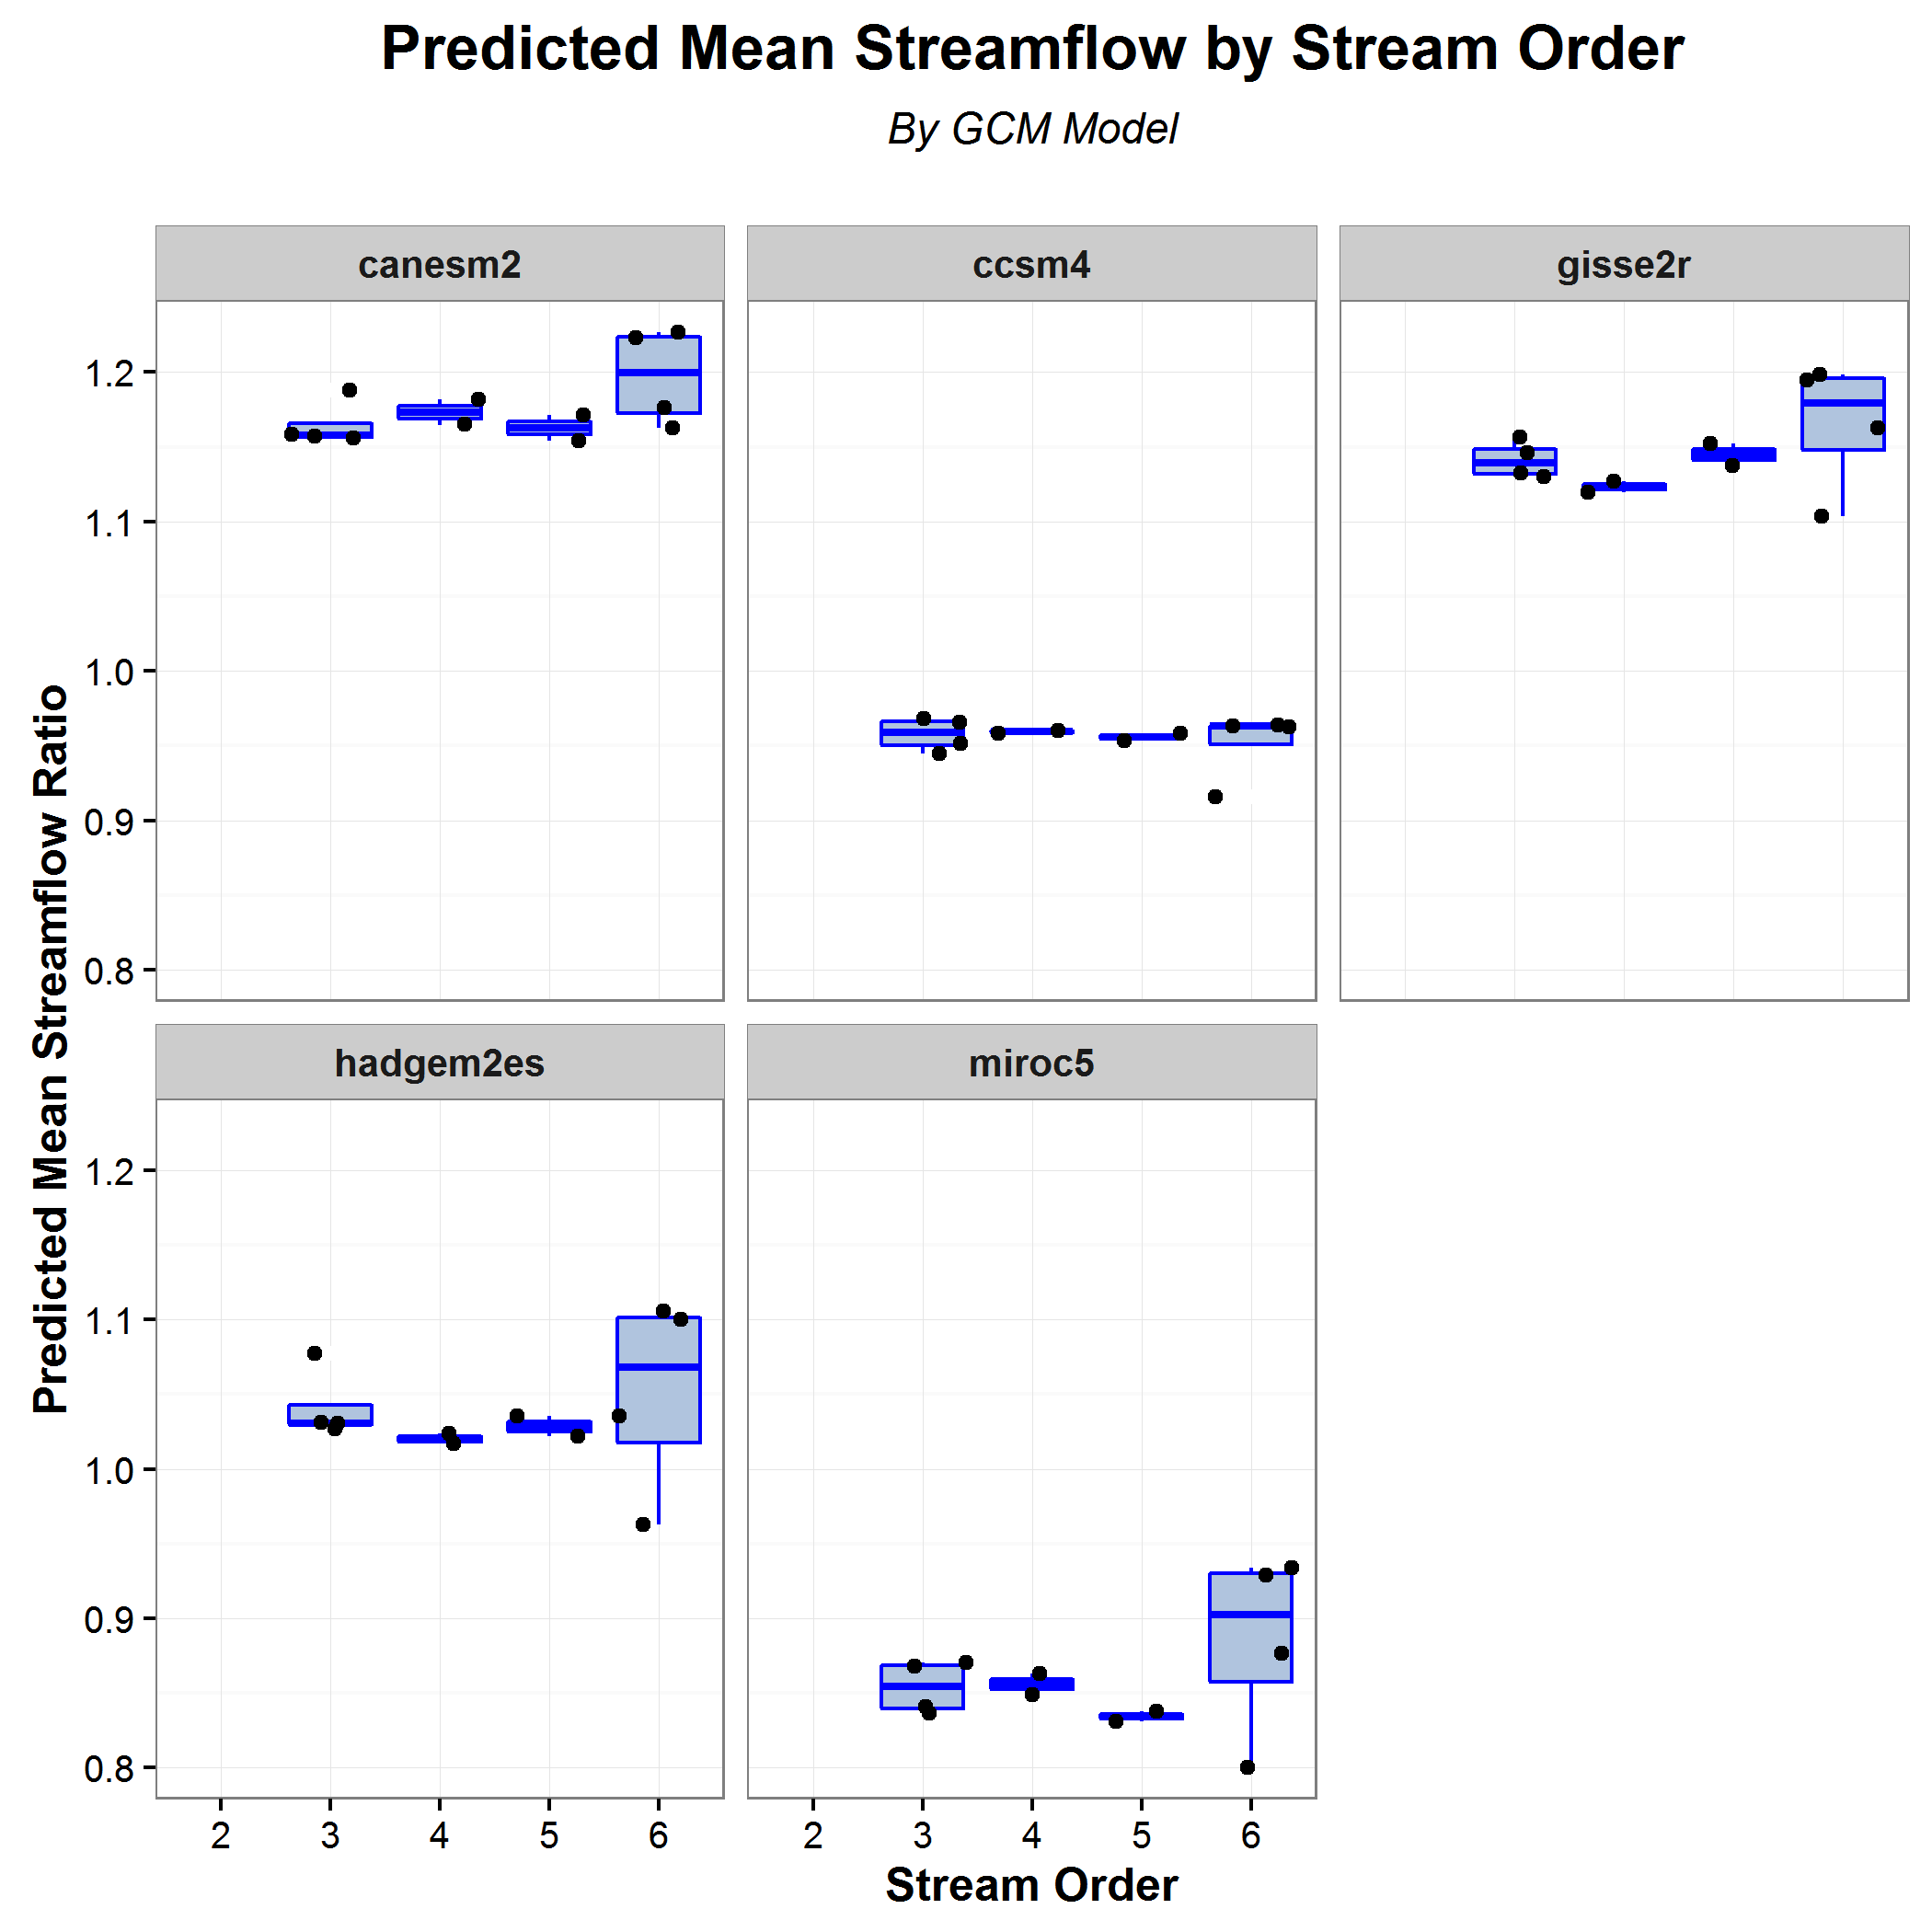 Predicted Mean Streamflow by Stream Order
By GCM Model
canesm2
ccsm4
gisse2r
1.2
1.1
1.0
0.9
0.8
hadgem2es
miroc5
1.2
1.1
1.0
0.9
0.8
Predicted Mean Streamflow Ratio
2 3 4 5 6
2 3 4 5 6
Stream Order